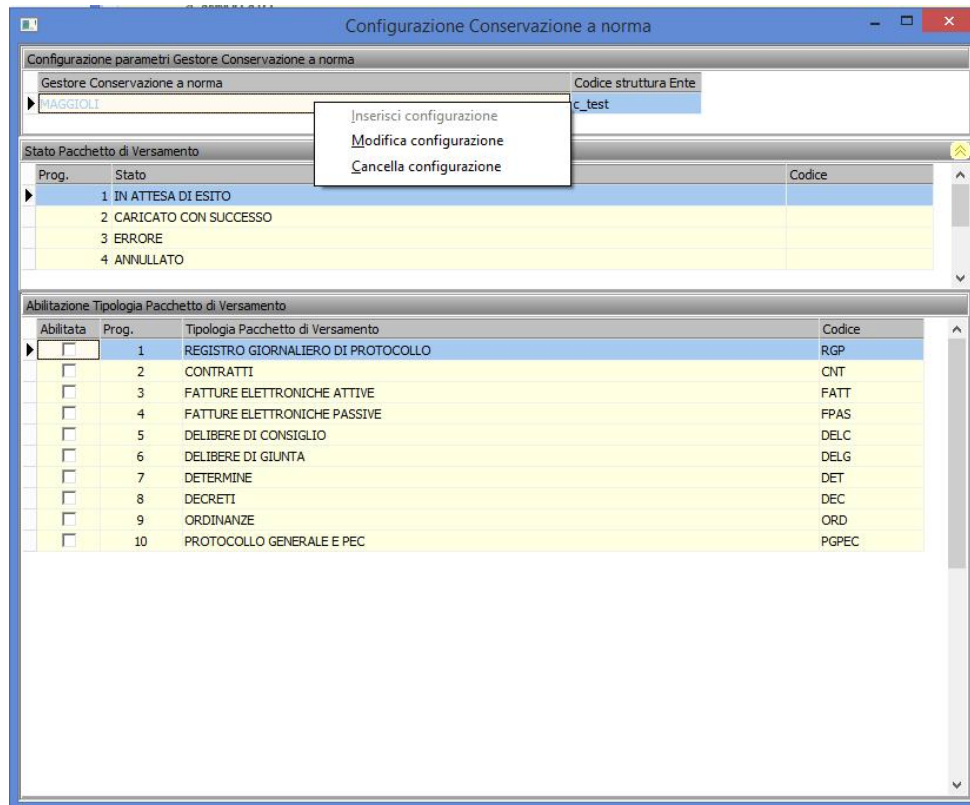 Configurazione Conservazione a norma
Configurazione parametri Gestore Conservazione a norma
Gestore Conservazione a norma Codice struttura Ente
MAGGIOLI c_test
Inserisci configurazione
Modifica configurazione
Cancella configurazione
Stato Pacchetto di Versamento
Prog. Stato Codice
1 IN ATTESA DI ESITO
2 CARICATO CON SUCCESSO
3 ERRORE
4 ANNULLATO
Abilitazione Tipologia Pacchetto di Versamento
Abilitata Prog. Tipologia Pacchetto di Versamento Codice
1 REGISTRO GIORNALIERO DI PROTOCOLLO RGP
2 CONTRATTI CNT
3 FATTURE ELETTRONICHE ATTIVE FATT
4 FATTURE ELETTRONICHE PASSIVE FPAS
5 DELIBERE DI CONSIGLIO DELC
6 DELIBERE DI GIUNTA DELG
7 DETERMINE DET
8 DECRETI DEC
9 ORDINANZE ORD
10 PROTOCOLLO GENERALE E PEC PGPEC